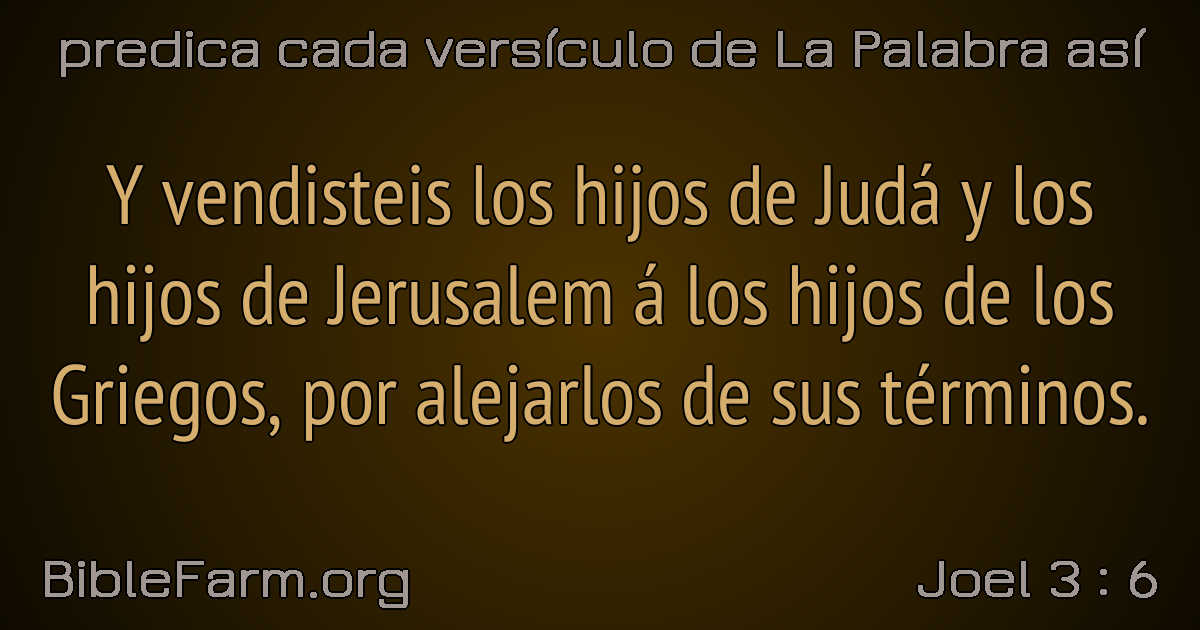 predica cada versículo de La Palabra así
Y vendisteis los hijos de Judá y los
hijos de Jerusalem á los hijos de los
Griegos, por alejarlos de sus términos.
BibleFarm.org
Joel 3 : 6